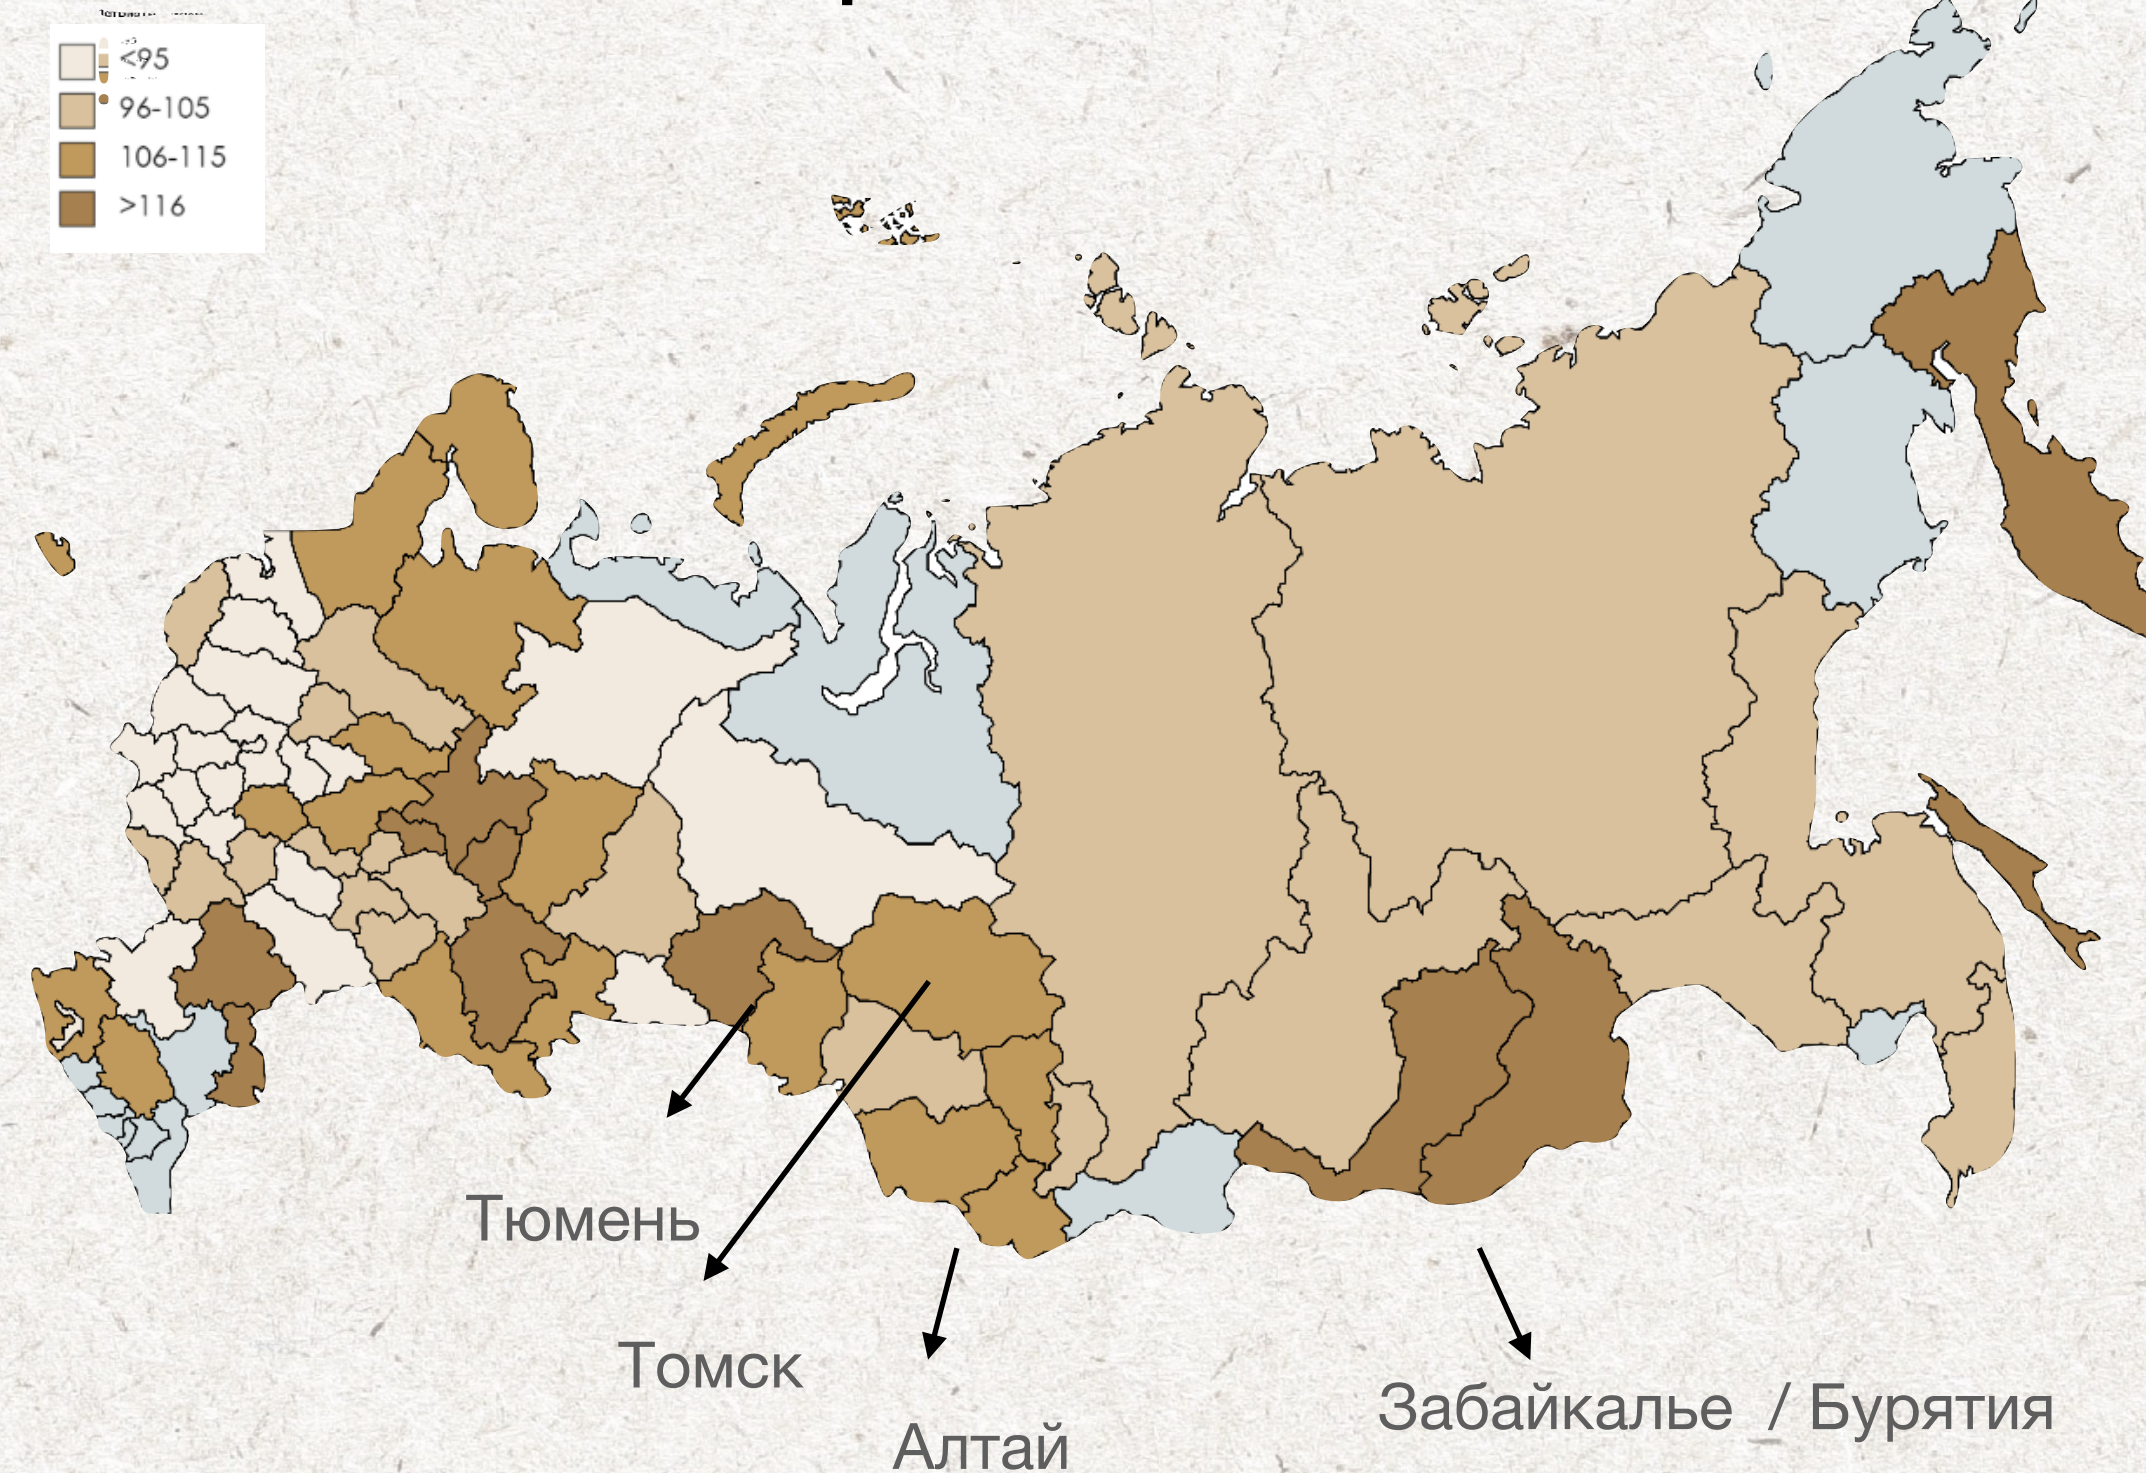 <95
96-105
106-115
>116
Тюмень
Томск
Алтай
Забайкалье / Бурятия